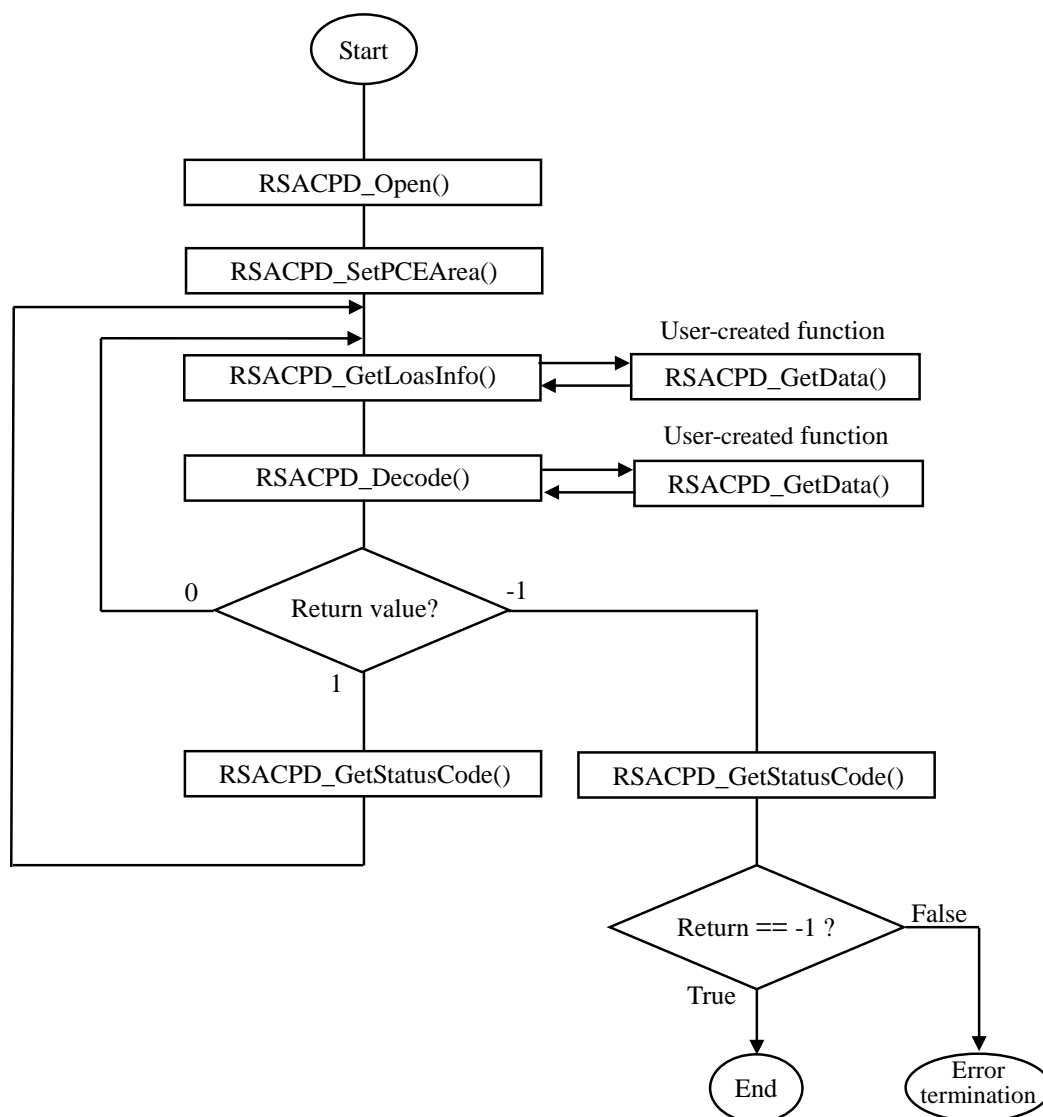 Start
RSACPD_Open()
RSACPD_SetPCEArea()
User-created function
RSACPD_GetLoasInfo()
RSACPD_GetData()
User-created function
RSACPD_Decode()
RSACPD_GetData()
0
Return value?
-1
1
RSACPD_GetStatusCode()
RSACPD_GetStatusCode()
Return == -1 ?
False
True
End
Error
termination